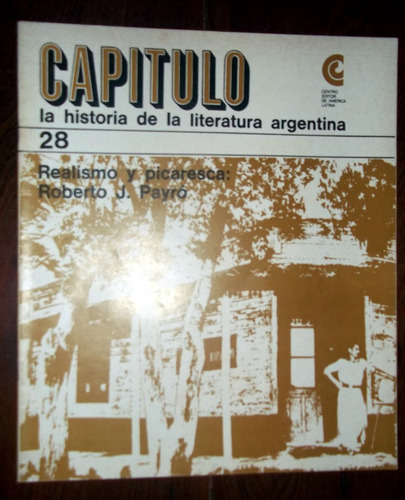 CAPITULO
la historia de la literatura argentina
28
CENTRO
EDITOR
DE AMERICA
LATINA
Realismo y picaresca:
Roberto J. Payró